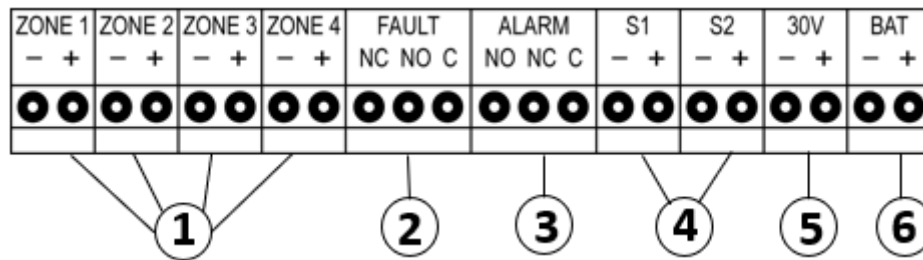 ZONE 1 ZONE 2 ZONE 3 ZONE 4 FAULT ALARM S1 S2 30V BAT
− + − + − + − + NC NO C NO NC C − + − + − + − +
1 2 3 4 5 6